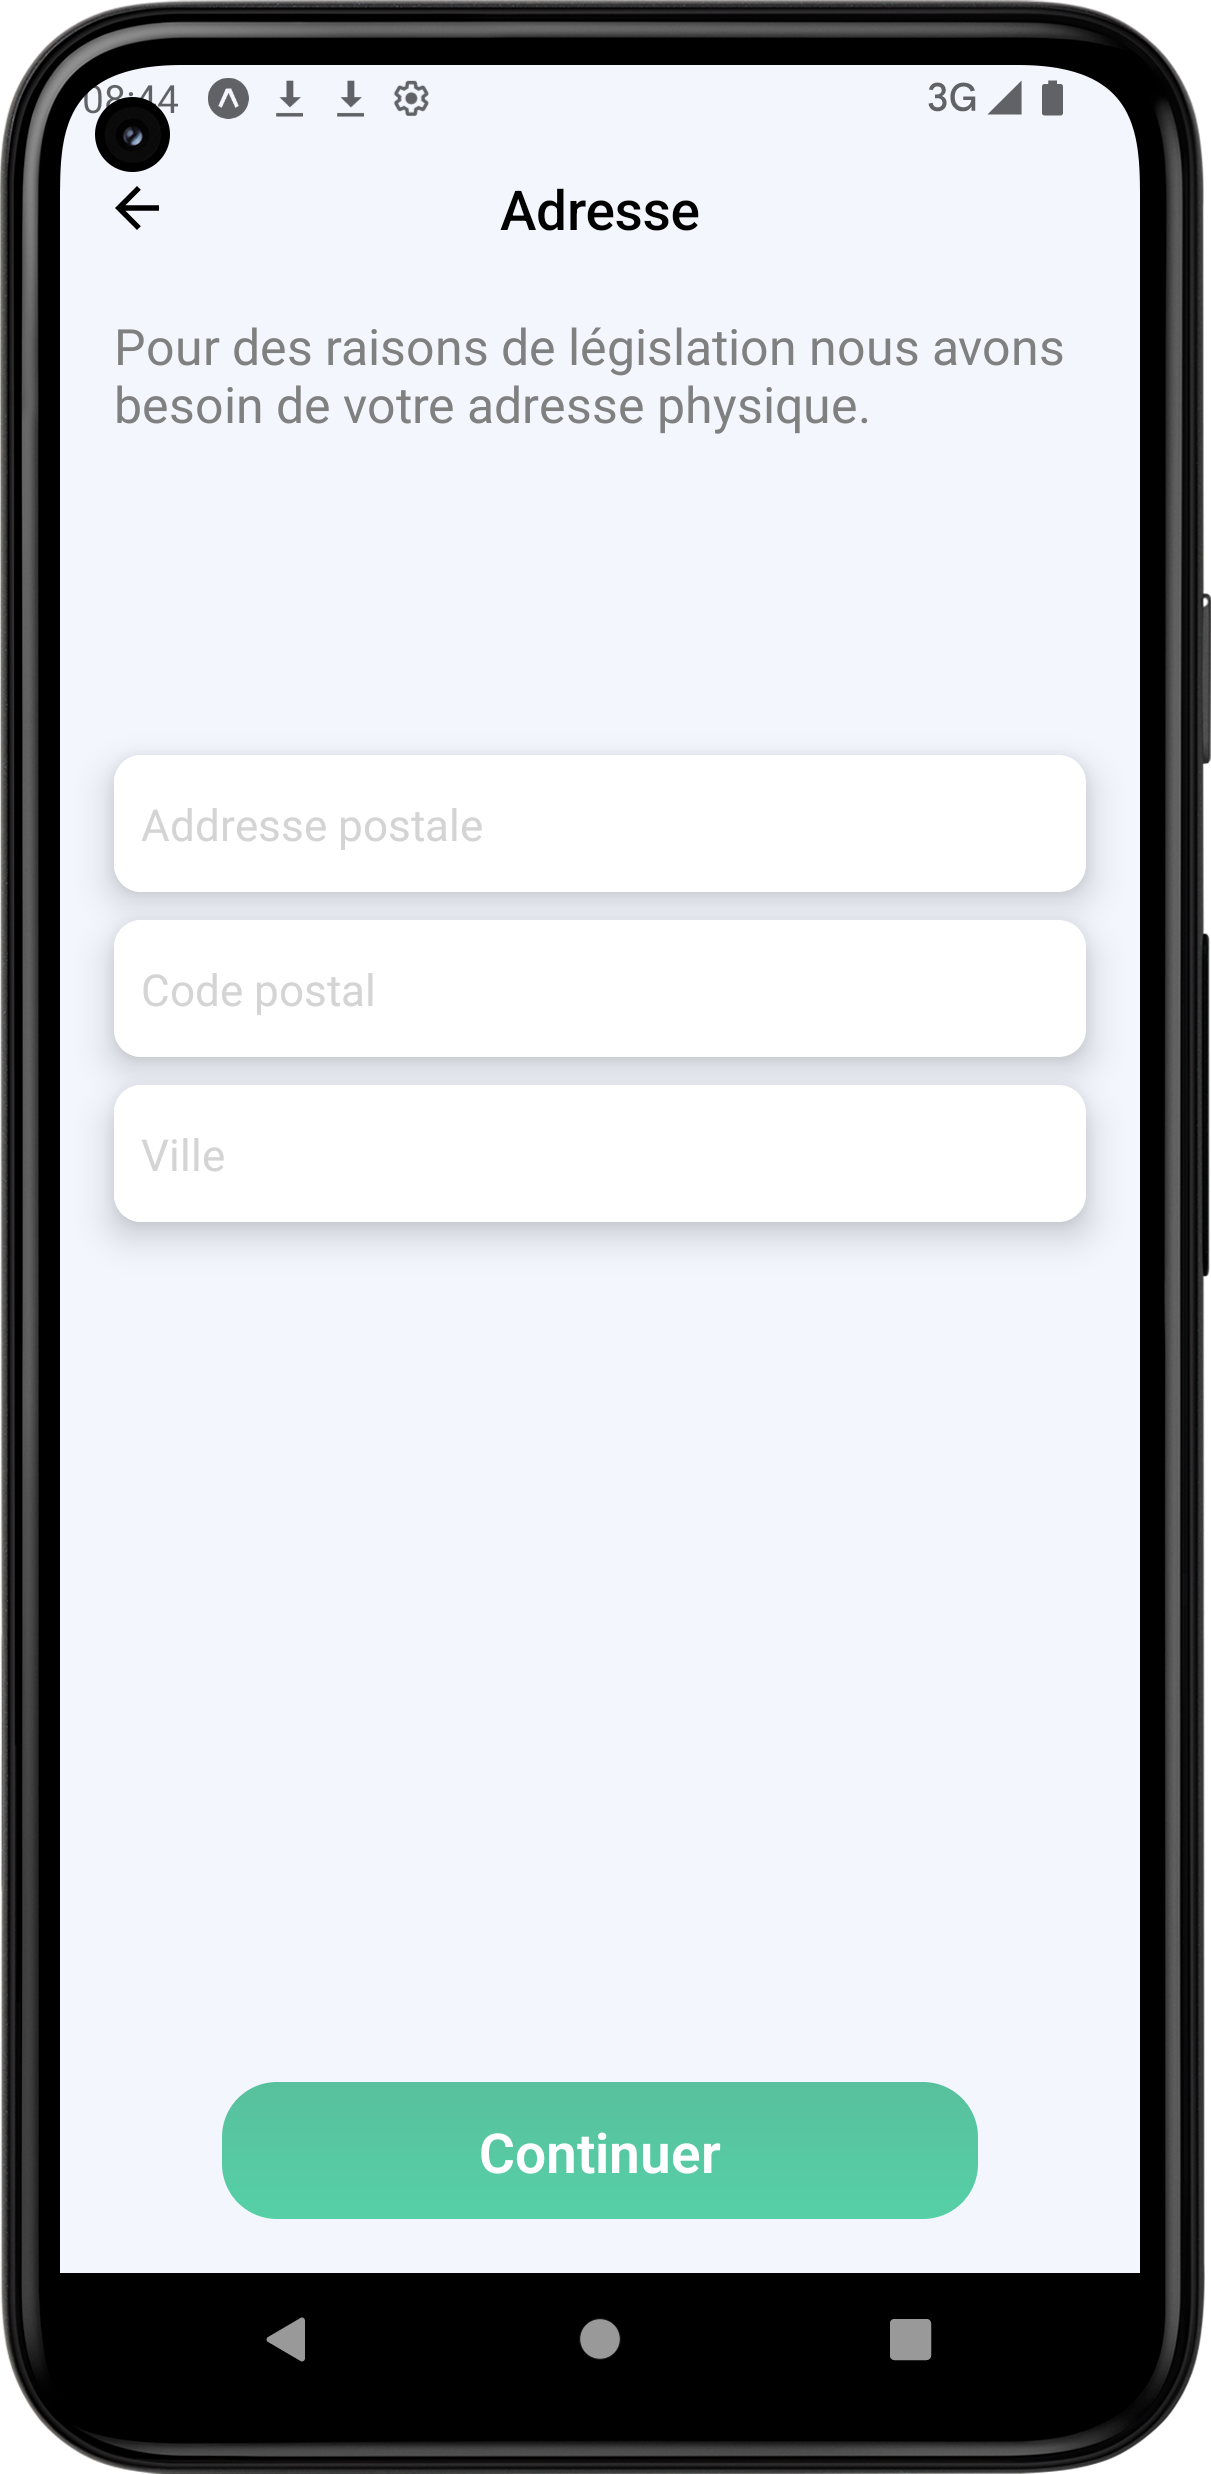 08:44 3G
Adresse
Pour des raisons de législation nous avons
besoin de votre adresse physique.
Addresse postale
Code postal
Ville
Continuer